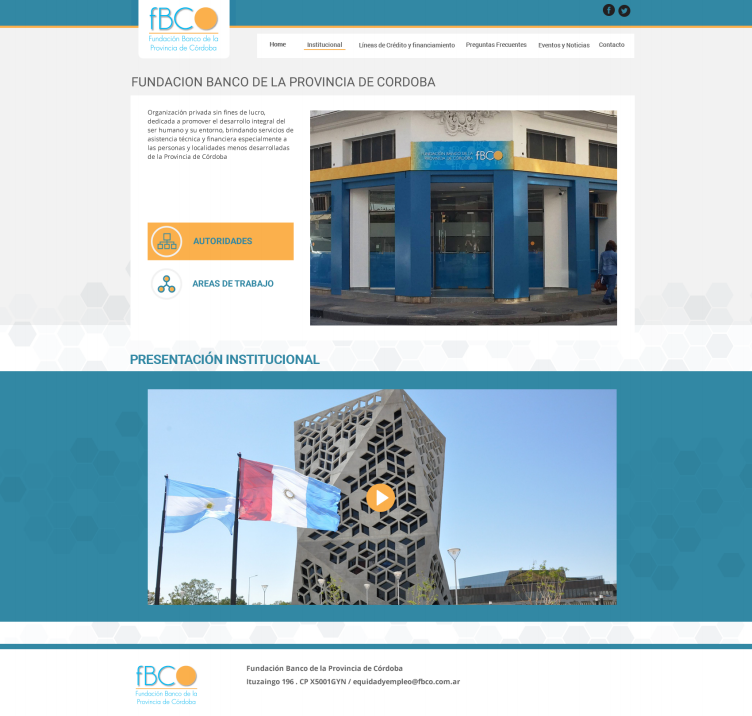 fBCO
Fundación Banco de la
Provincia de Córdoba
Home Institucional Líneas de Crédito y financiamiento Preguntas Frecuentes Eventos y Noticias Contacto
FUNDACION BANCO DE LA PROVINCIA DE CORDOBA
Organización privada sin fines de lucro,
dedicada a promover el desarrollo integral del
ser humano y su entorno, brindando servicios de
asistencia técnica y financiera especialmente a
las personas y localidades menos desarrolladas
de la Provincia de Córdoba
FUNDACIÓN BANCO DE LA
PROVINCIA DE CÓRDOBA fBCO
AUTORIDADES
AREAS DE TRABAJO
PRESENTACIÓN INSTITUCIONAL
fBCO
Fundación Banco de la
Provincia de Córdoba
Fundación Banco de la Provincia de Córdoba
Ituzaingo 196 . CP X5001GYN / equidadyempleo@fbco.com.ar